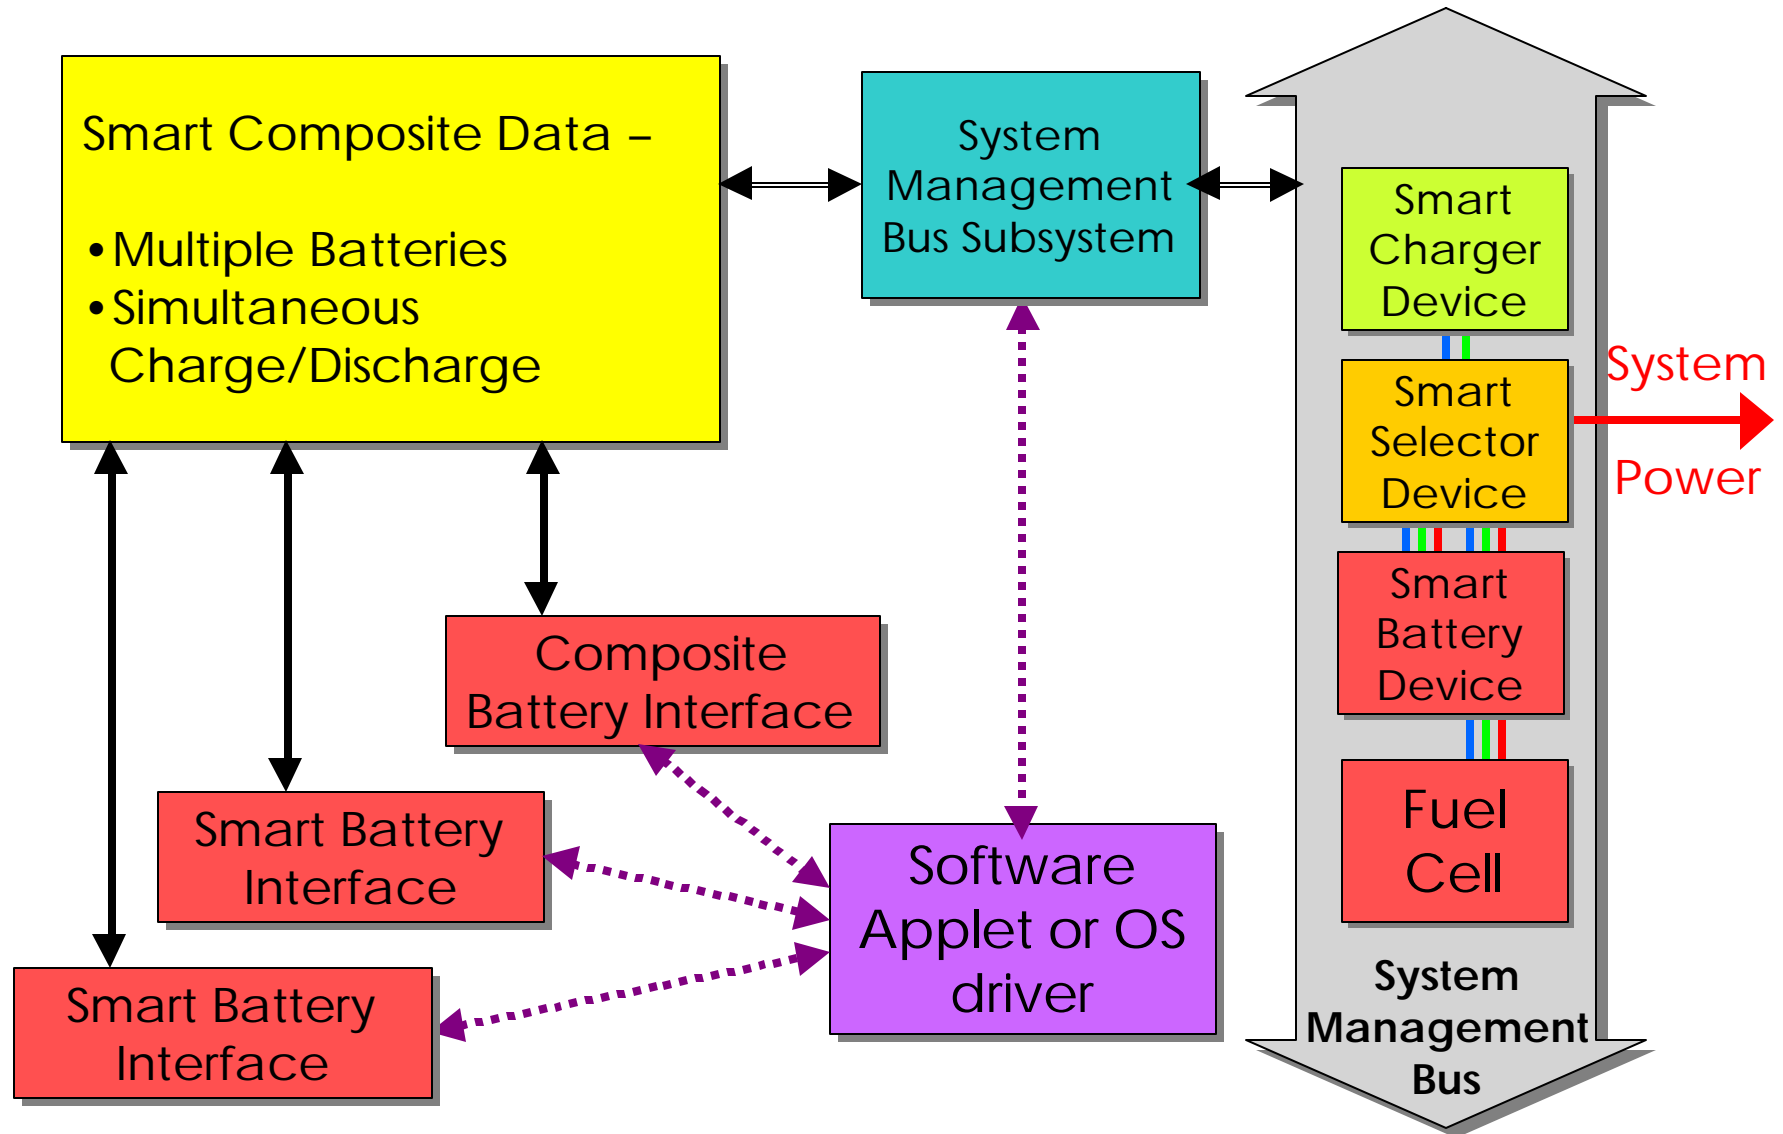 Smart Composite Data –
•Multiple Batteries
•Simultaneous
Charge/Discharge
System
Management
Bus Subsystem
Smart
Charger
Device
Smart
Selector
Device
System
Power
Smart
Battery
Device
Fuel
Cell
System
Management
Bus
Composite
Battery Interface
Smart Battery
Interface
Smart Battery
Interface
Software
Applet or OS
driver